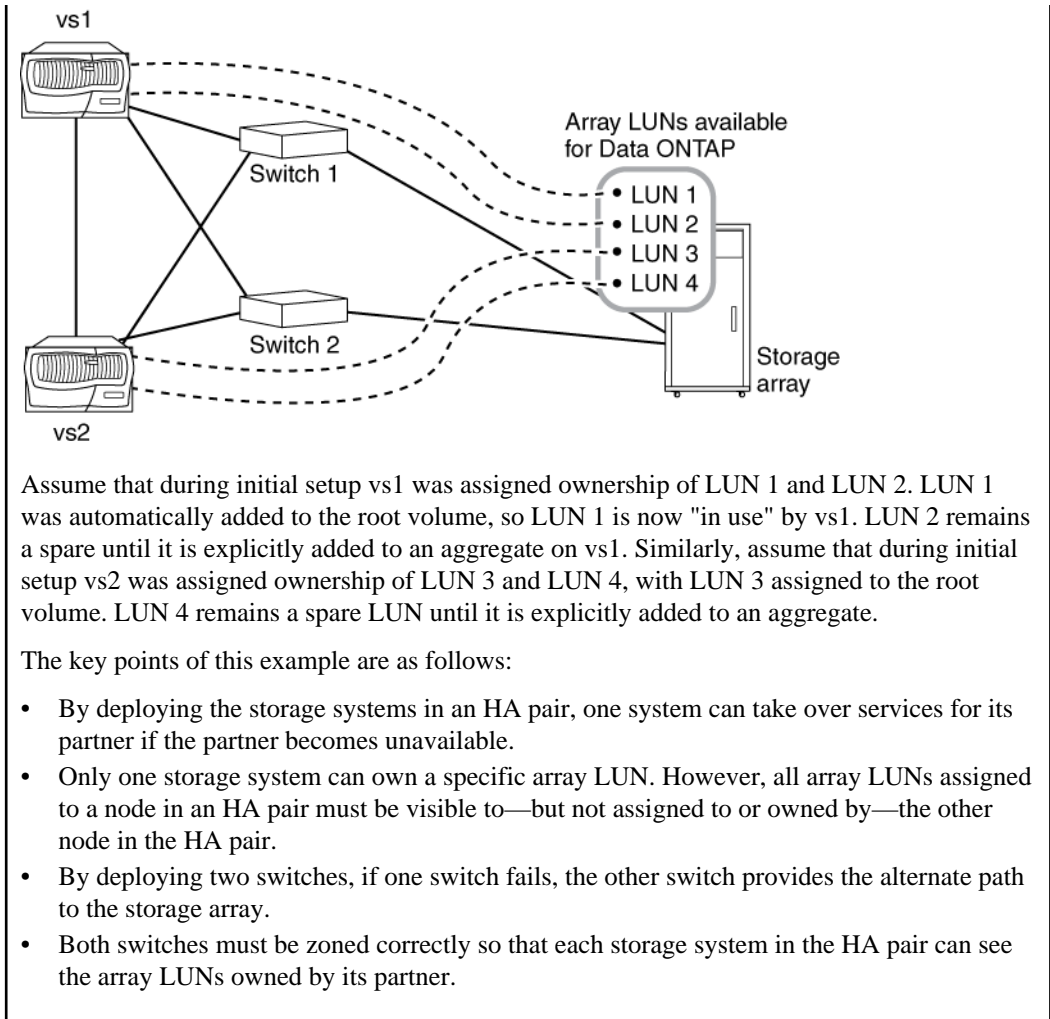 vs1
Array LUNs available
for Data ONTAP
Switch 1
• LUN 1
• LUN 2
• LUN 3
• LUN 4
Switch 2
Storage
array
vs2
Assume that during initial setup vs1 was assigned ownership of LUN 1 and LUN 2. LUN 1
was automatically added to the root volume, so LUN 1 is now "in use" by vs1. LUN 2 remains
a spare until it is explicitly added to an aggregate on vs1. Similarly, assume that during initial
setup vs2 was assigned ownership of LUN 3 and LUN 4, with LUN 3 assigned to the root
volume. LUN 4 remains a spare LUN until it is explicitly added to an aggregate.
The key points of this example are as follows:
• By deploying the storage systems in an HA pair, one system can take over services for its
partner if the partner becomes unavailable.
• Only one storage system can own a specific array LUN. However, all array LUNs assigned
to a node in an HA pair must be visible to—but not assigned to or owned by—the other
node in the HA pair.
• By deploying two switches, if one switch fails, the other switch provides the alternate path
to the storage array.
• Both switches must be zoned correctly so that each storage system in the HA pair can see
the array LUNs owned by its partner.